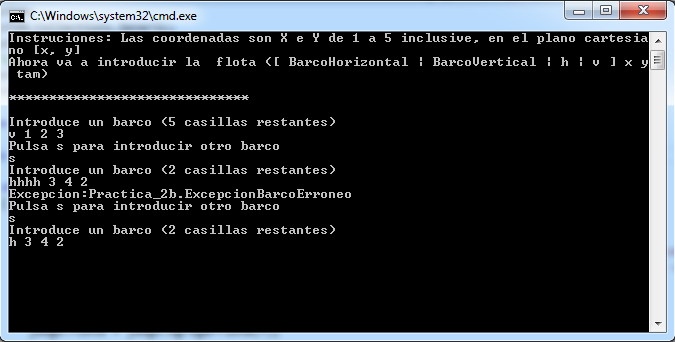 C:\Windows\system32\cmd.exe
Instruciones: Las coordenadas son X e Y de 1 a 5 inclusive, en el plano cartesia
no [x, y]
Ahora va a introducir la  flota ([ BarcoHorizontal | BarcoVertical | h | v ] x y
 tam)
******************************
Introduce un barco (5 casillas restantes)
v 1 2 3
Pulsa s para introducir otro barco
s
Introduce un barco (2 casillas restantes)
hhhh 3 4 2
Excepcion:Practica_2b.ExcepcionBarcoErroneo
Pulsa s para introducir otro barco
s
Introduce un barco (2 casillas restantes)
h 3 4 2